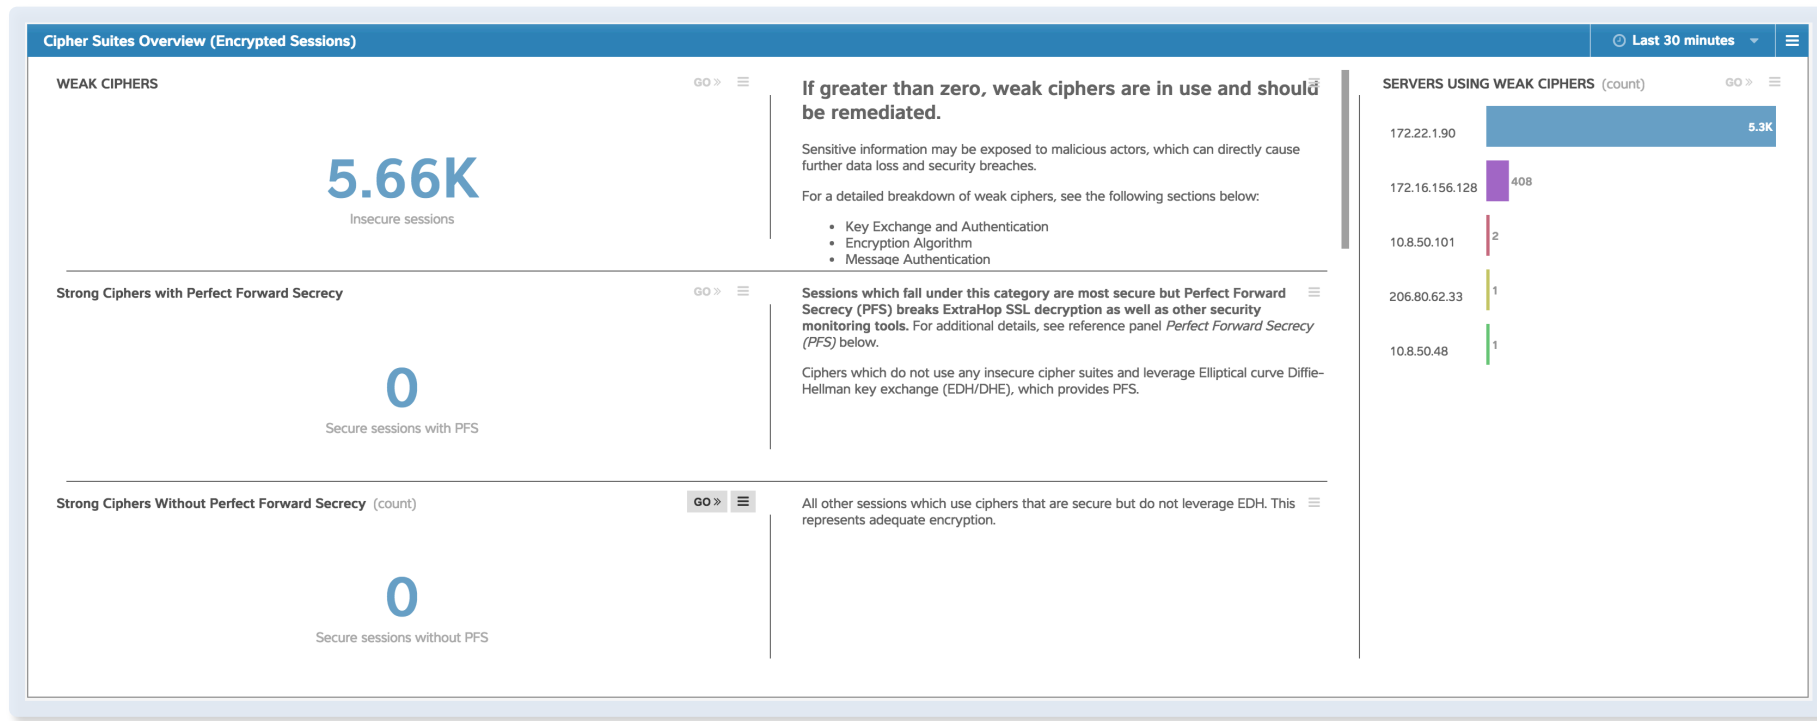 Cipher Suites Overview (Encrypted Sessions)
Last 30 minutes
WEAK CIPHERS
GO »
5.66K
Insecure sessions
If greater than zero, weak ciphers are in use and should
be remediated.
Sensitive information may be exposed to malicious actors, which can directly cause
further data loss and security breaches.
For a detailed breakdown of weak ciphers, see the following sections below:
• Key Exchange and Authentication
• Encryption Algorithm
• Message Authentication
SERVERS USING WEAK CIPHERS (count)
GO »
172.22.1.90
5.3K
172.16.156.128
408
10.8.50.101
2
206.80.62.33
1
10.8.50.48
1
Strong Ciphers with Perfect Forward Secrecy
GO »
0
Secure sessions with PFS
Sessions which fall under this category are most secure but Perfect Forward
Secrecy (PFS) breaks ExtraHop SSL decryption as well as other security
monitoring tools. For additional details, see reference panel Perfect Forward Secrecy
(PFS) below.
Ciphers which do not use any insecure cipher suites and leverage Elliptical curve Diffie-
Hellman key exchange (EDH/DHE), which provides PFS.
Strong Ciphers Without Perfect Forward Secrecy (count)
GO »
0
Secure sessions without PFS
All other sessions which use ciphers that are secure but do not leverage EDH. This
represents adequate encryption.